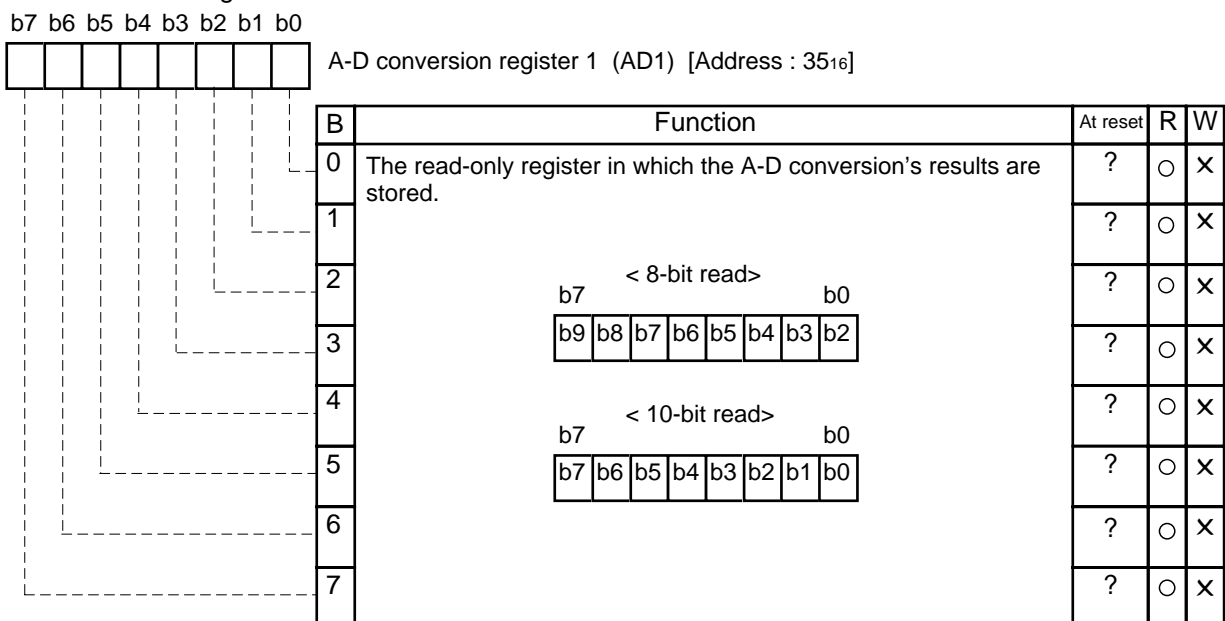 b7 b6 b5 b4 b3 b2 b1 b0
A-D conversion register 1 (AD1) [Address : 35₁₆]
B Function At reset R W
0 The read-only register in which the A-D conversion’s results are ? ○ ×
stored.
1 ? ○ ×
2 < 8-bit read> ? ○ ×
b7 b0
3 b9 b8 b7 b6 b5 b4 b3 b2 ? ○ ×
4 < 10-bit read> ? ○ ×
b7 b0
5 b7 b6 b5 b4 b3 b2 b1 b0 ? ○ ×
6 ? ○ ×
7 ? ○ ×